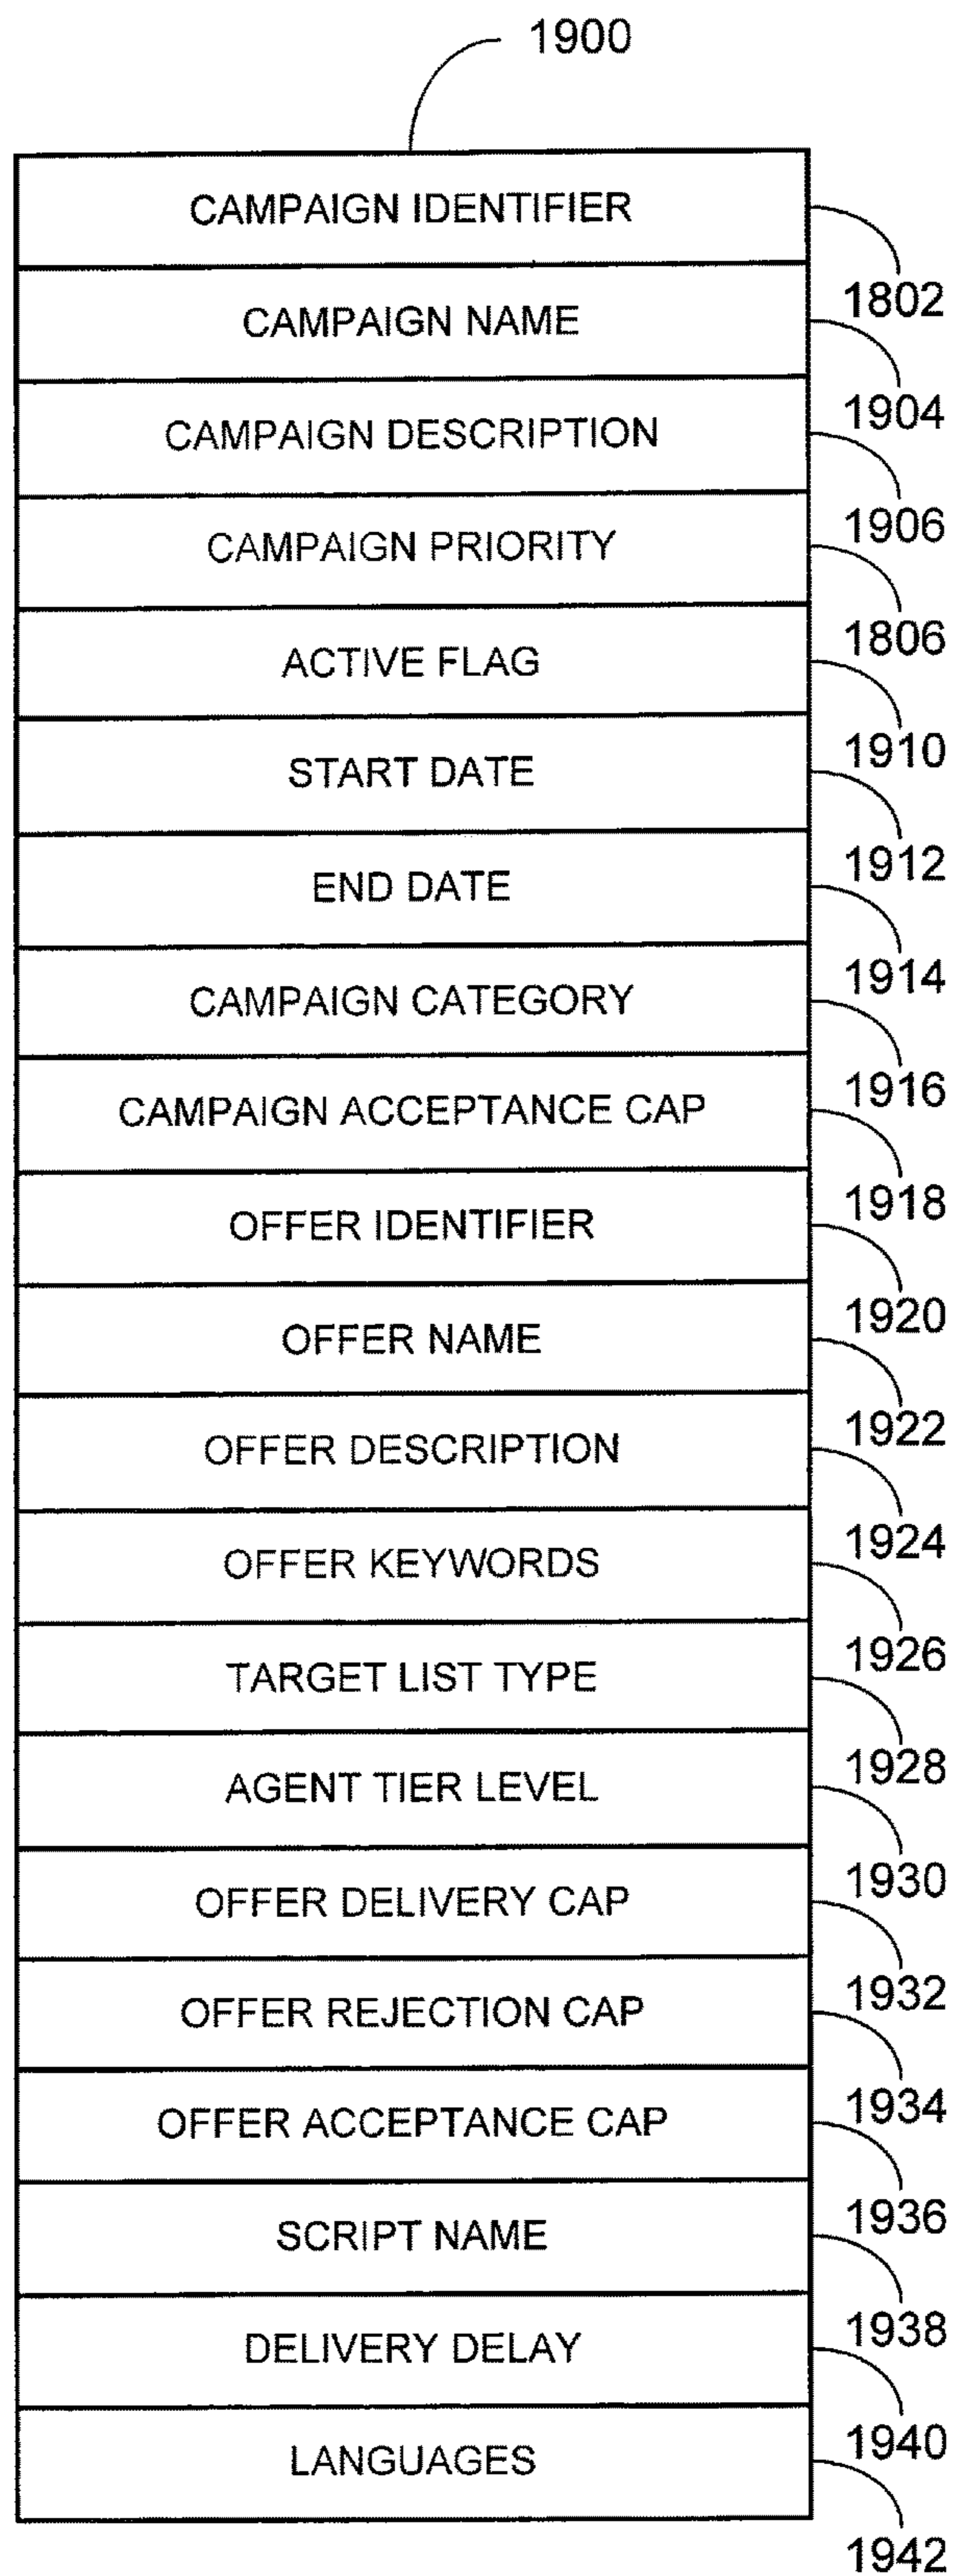 1900
CAMPAIGN IDENTIFIER
1802
CAMPAIGN NAME
1904
CAMPAIGN DESCRIPTION
1906
CAMPAIGN PRIORITY
1806
ACTIVE FLAG
1910
START DATE
1912
END DATE
1914
CAMPAIGN CATEGORY
1916
CAMPAIGN ACCEPTANCE CAP
1918
OFFER IDENTIFIER
1920
OFFER NAME
1922
OFFER DESCRIPTION
1924
OFFER KEYWORDS
1926
TARGET LIST TYPE
1928
AGENT TIER LEVEL
1930
OFFER DELIVERY CAP
1932
OFFER REJECTION CAP
1934
OFFER ACCEPTANCE CAP
1936
SCRIPT NAME
1938
DELIVERY DELAY
1940
LANGUAGES
1942